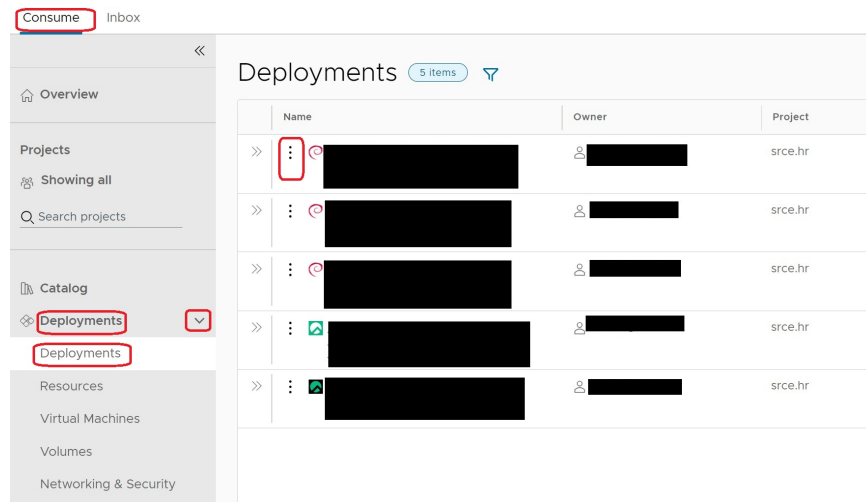 Consume Inbox
Overview
Projects
Showing all
Search projects
Catalog
Deployments
Deployments
Resources
Virtual Machines
Volumes
Networking & Security
Deployments 5 items
Name Owner Project
srce.hr
srce.hr
srce.hr
srce.hr
srce.hr